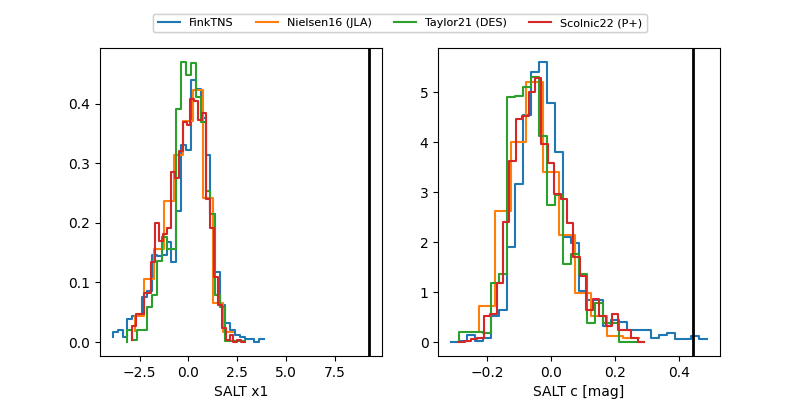 FinkTNS Nielsen16 (JLA) Taylor21 (DES) Scolnic22 (P+)
0.4
0.3
0.2
0.1
0.0
−2.5 0.0 2.5 5.0 7.5
SALT x1
5
4
3
2
1
0
−0.2 0.0 0.2 0.4
SALT c [mag]